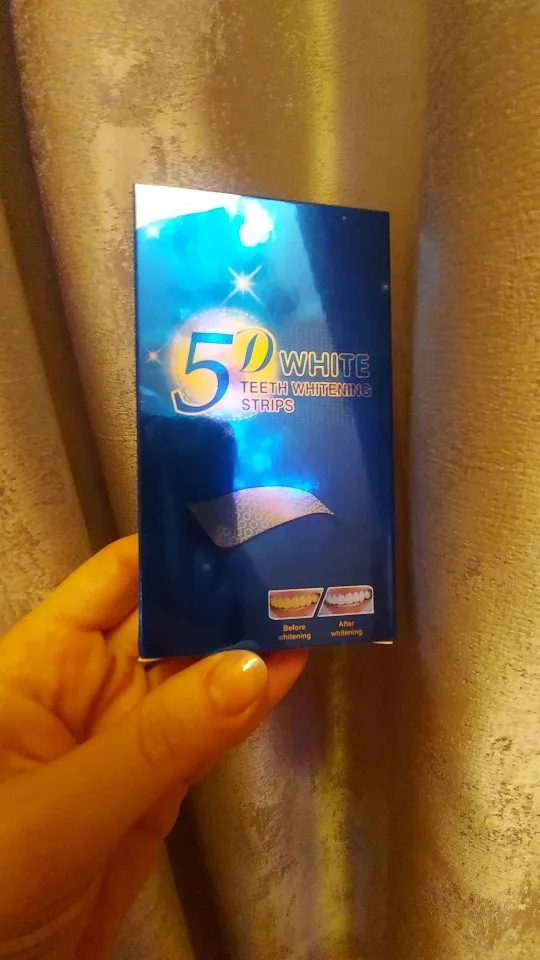 5D WHITE
TEETH WHITENING
STRIPS
Before
whitening
After
whitening